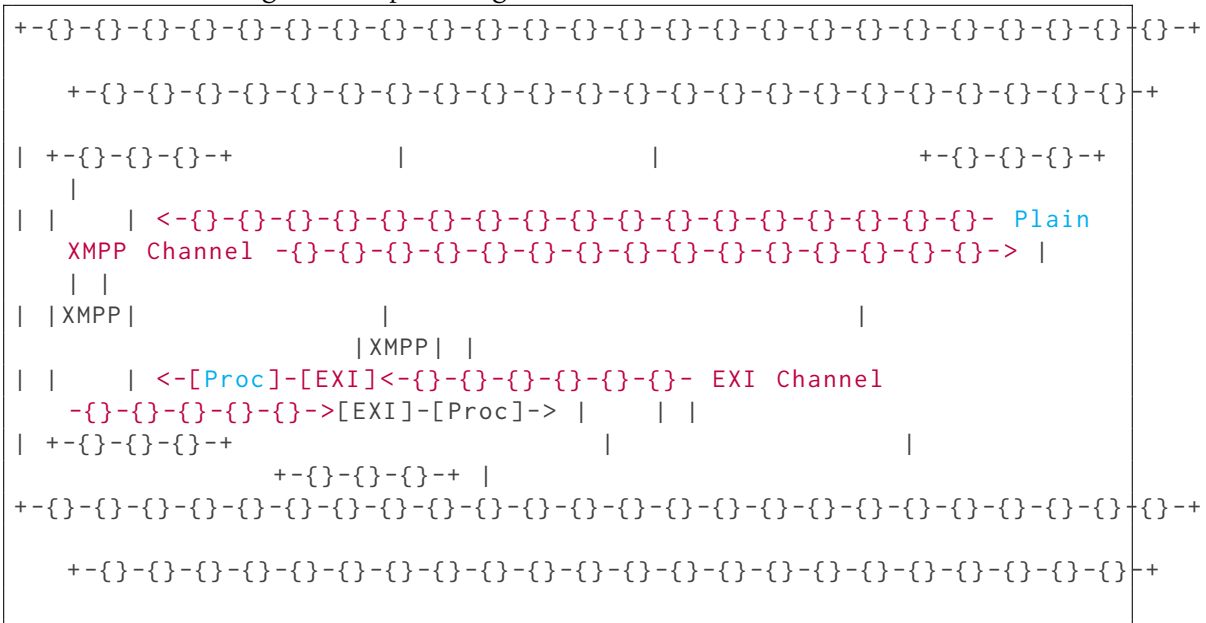 +-{}-{}-{}-{}-{}-{}-{}-{}-{}-{}-{}-{}-{}-{}-{}-{}-{}-{}-{}-{}-{}-{}-{}-{}-+
+-{}-{}-{}-{}-{}-{}-{}-{}-{}-{}-{}-{}-{}-{}-{}-{}-{}-{}-{}-{}-{}-{}-+
| +-{}-{}-{}-+ | | +-{}-{}-{}-+
|
| | | <-{}-{}-{}-{}-{}-{}-{}-{}-{}-{}-{}-{}-{}-{}-{}-{}-{}- Plain
XMPP Channel -{}-{}-{}-{}-{}-{}-{}-{}-{}-{}-{}-{}-{}-{}-{}-> |
| |
| |XMPP| | |
|XMPP| |
| | | <-[Proc]-[EXI]<-{}-{}-{}-{}-{}-{}- EXI Channel
-{}-{}-{}-{}-{}->[EXI]-[Proc]-> | | |
| +-{}-{}-{}-+ | |
+-{}-{}-{}-+ |
+-{}-{}-{}-{}-{}-{}-{}-{}-{}-{}-{}-{}-{}-{}-{}-{}-{}-{}-{}-{}-{}-{}-{}-{}-+
+-{}-{}-{}-{}-{}-{}-{}-{}-{}-{}-{}-{}-{}-{}-{}-{}-{}-{}-{}-{}-{}-{}-+